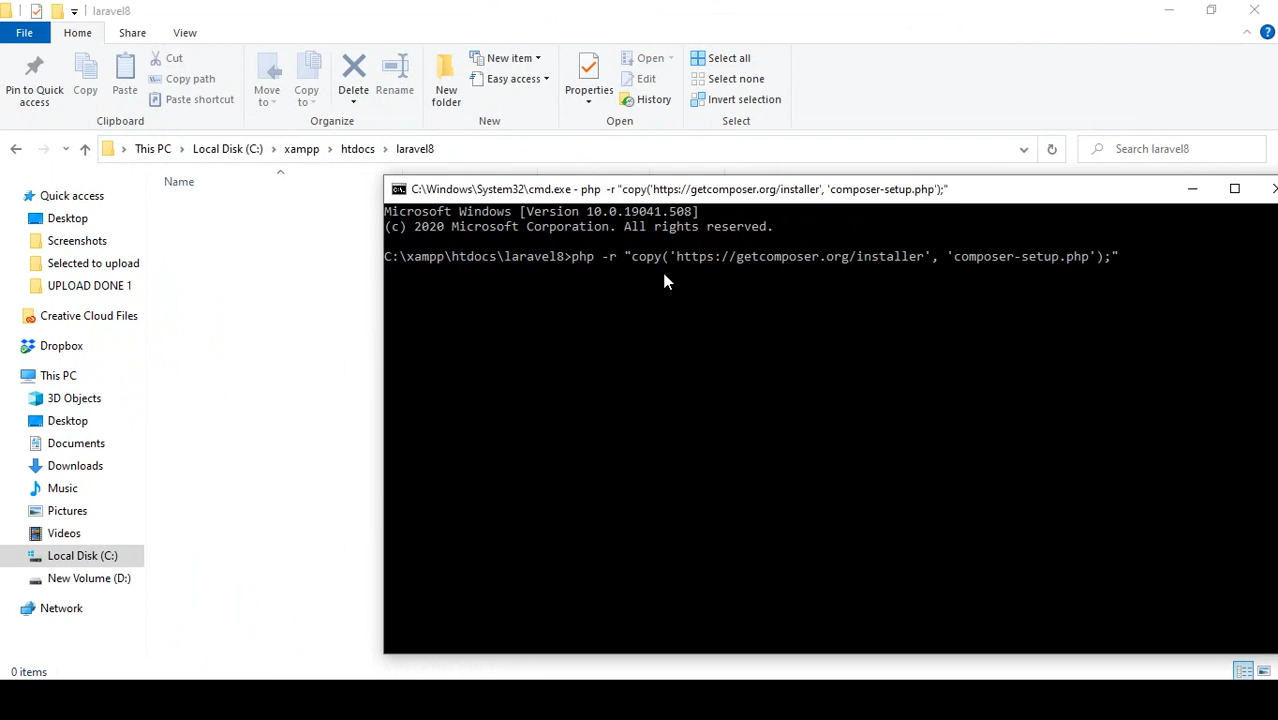 laravel8
File
Home
Share
View
Pin to Quick access
Copy
Paste
Cut
Copy path
Paste shortcut
Clipboard
Move to
Copy to
Delete
Rename
Organize
New folder
New item
Easy access
New
Properties
Open
Edit
History
Open
Select all
Select none
Invert selection
Select
This PC
Local Disk (C:)
xampp
htdocs
laravel8
Search laravel8
Name
Quick access
Desktop
Screenshots
Selected to upload
UPLOAD DONE 1
Creative Cloud Files
Dropbox
This PC
3D Objects
Desktop
Documents
Downloads
Music
Pictures
Videos
Local Disk (C:)
New Volume (D:)
Network
0 items
C:\Windows\System32\cmd.exe - php -r "copy('https://getcomposer.org/installer', 'composer-setup.php');"
Microsoft Windows [Version 10.0.19041.508]
(c) 2020 Microsoft Corporation. All rights reserved.
C:\xampp\htdocs\laravel8>php -r "copy('https://getcomposer.org/installer', 'composer-setup.php');"